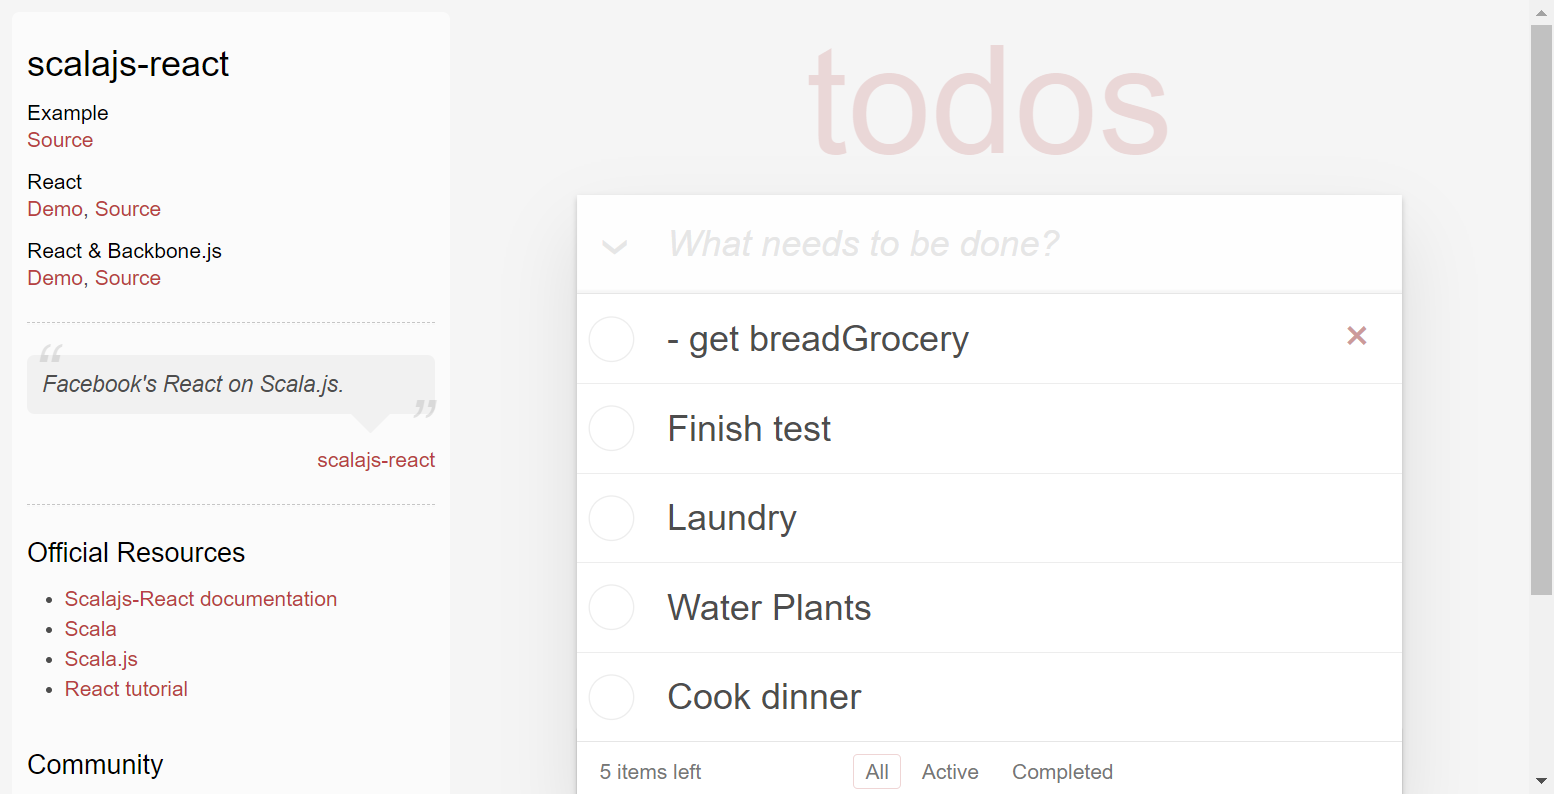 scalajs-react
Example
Source
React
Demo, Source
React & Backbone.js
Demo, Source
“
Facebook's React on Scala.js.
”
scalajs-react
Official Resources
• Scalajs-React documentation
• Scala
• Scala.js
• React tutorial
Community
todos
What needs to be done?
- get breadGrocery
Finish test
Laundry
Water Plants
Cook dinner
5 items left All Active Completed